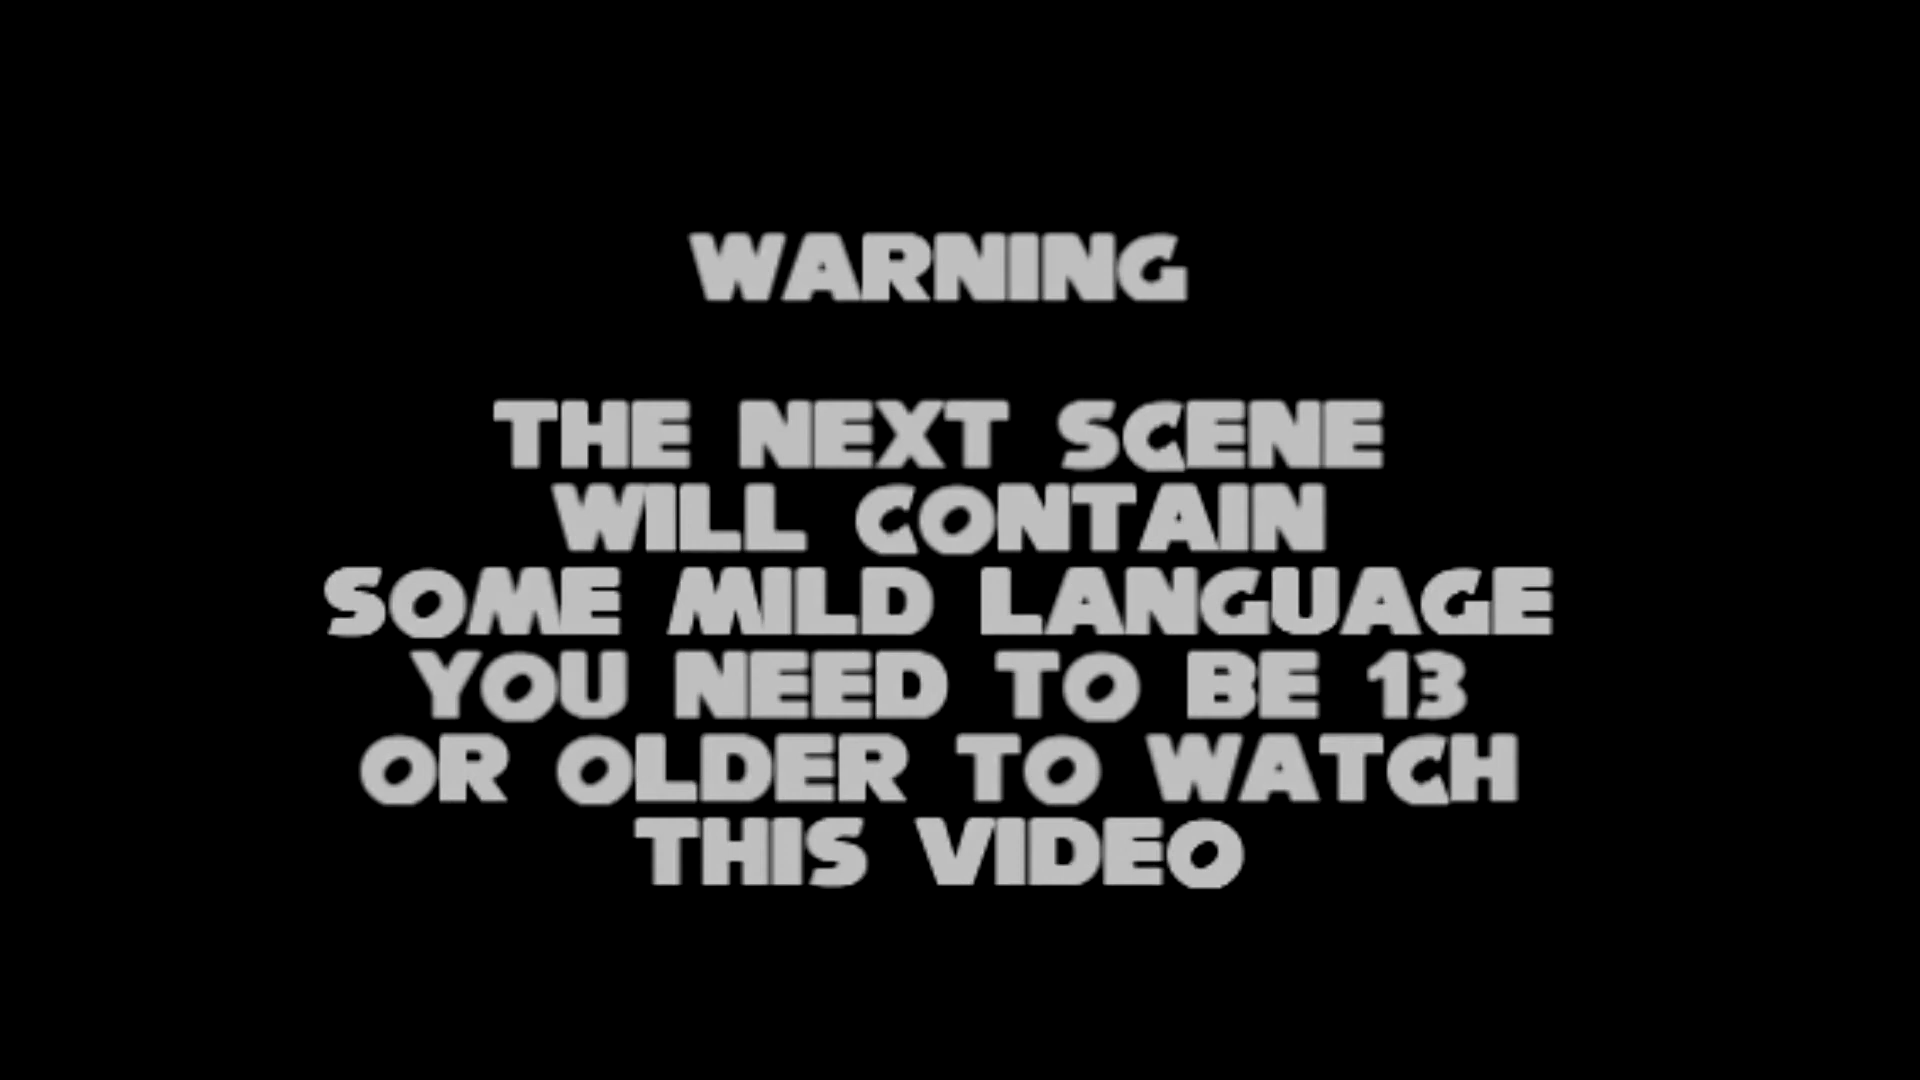 WARNING
THE NEXT SCENE
WILL CONTAIN
SOME MILD LANGUAGE
YOU NEED TO BE 13
OR OLDER TO WATCH
THIS VIDEO